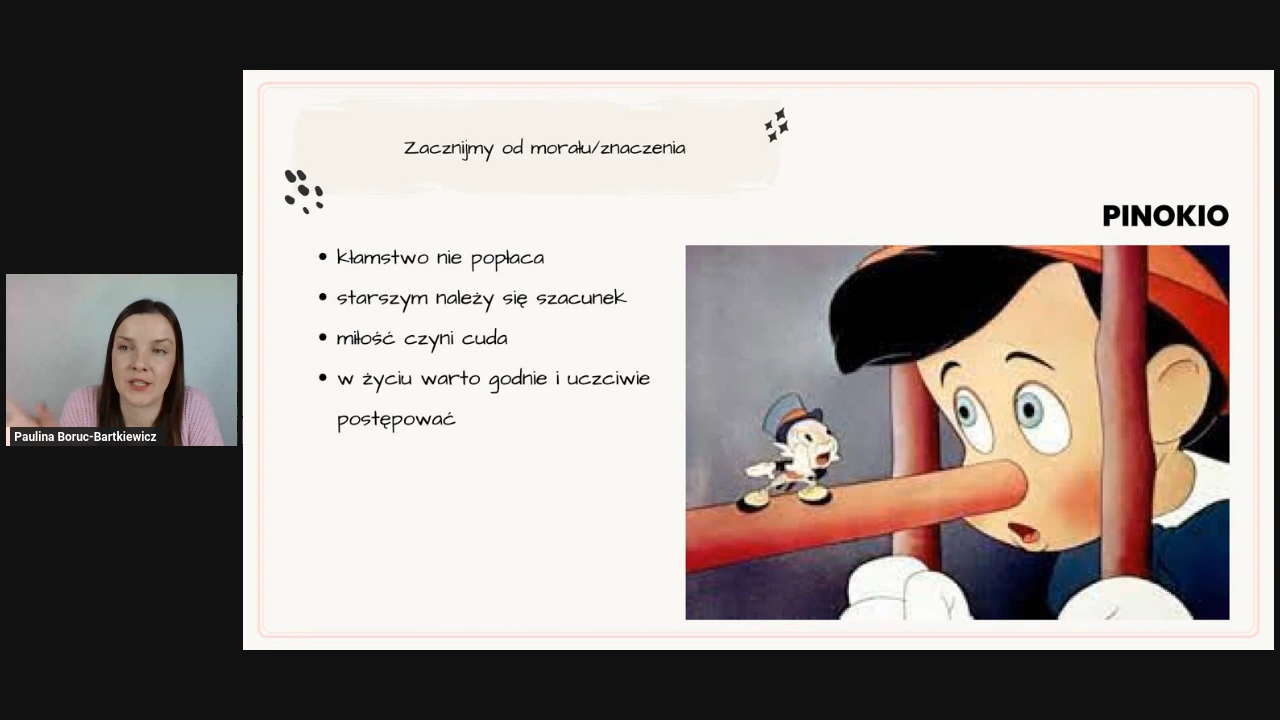 Zacznijmy od morału/znaczenia
PINOKIO
kłamstwo nie popłaca
starszym należy się szacunek
miłość czyni cuda
w życiu warto godnie i uczciwie
postępować
Paulina Boruc-Bartkiewicz